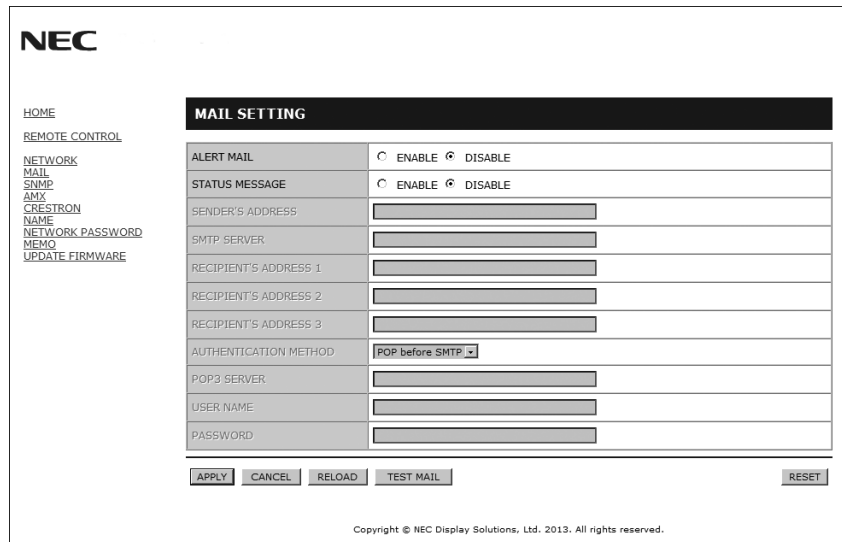 NEC
HOME
REMOTE CONTROL
NETWORK
MAIL
SNMP
AMX
CRESTRON
NAME
NETWORK PASSWORD
MEMO
UPDATE FIRMWARE
MAIL SETTING
ALERT MAIL ENABLE DISABLE
STATUS MESSAGE ENABLE DISABLE
SENDER'S ADDRESS
SMTP SERVER
RECIPIENT'S ADDRESS 1
RECIPIENT'S ADDRESS 2
RECIPIENT'S ADDRESS 3
AUTHENTICATION METHOD POP before SMTP
POP3 SERVER
USER NAME
PASSWORD
APPLY CANCEL RELOAD TEST MAIL RESET
Copyright © NEC Display Solutions, Ltd. 2013. All rights reserved.